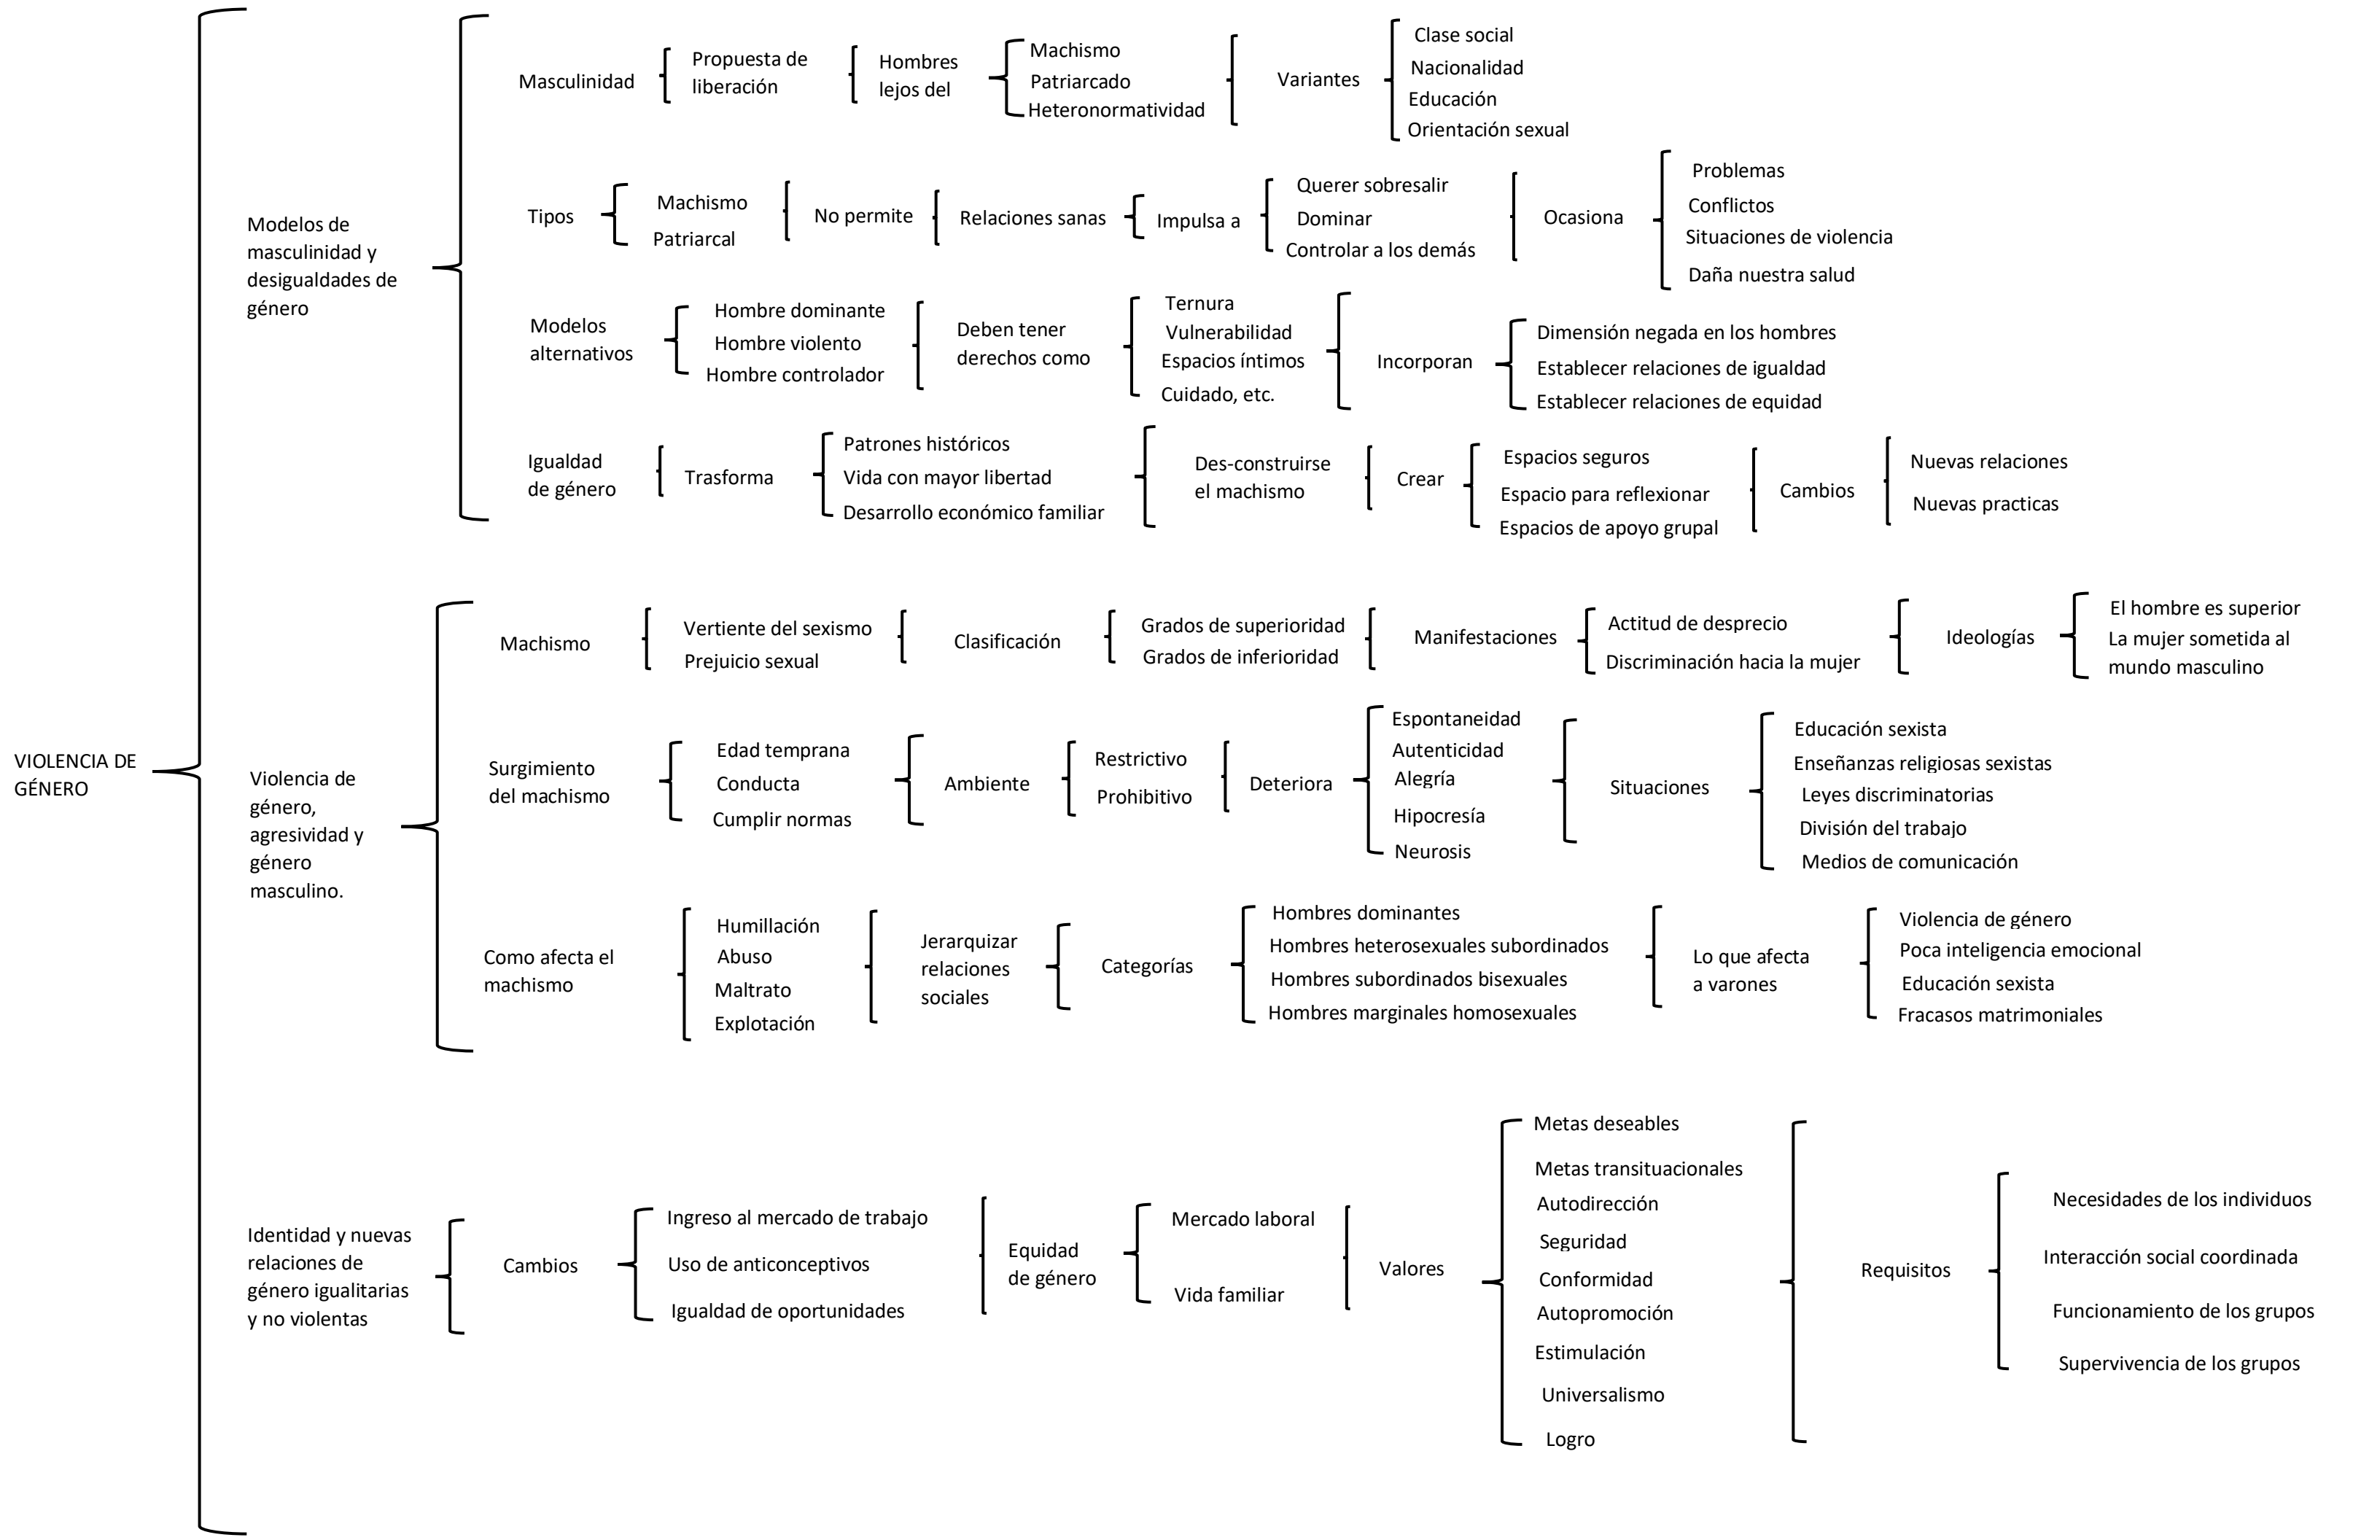 VIOLENCIA DE
GÉNERO
Modelos de
masculinidad y
desigualdades de
género
Masculinidad
Propuesta de
liberación
Hombres
lejos del
Machismo
Patriarcado
Heteronormatividad
Variantes
Clase social
Nacionalidad
Educación
Orientación sexual
Tipos
Machismo
Patriarcal
No permite
Relaciones sanas
Impulsa a
Querer sobresalir
Dominar
Controlar a los demás
Ocasiona
Problemas
Conflictos
Situaciones de violencia
Daña nuestra salud
Modelos
alternativos
Hombre dominante
Hombre violento
Hombre controlador
Deben tener
derechos como
Ternura
Vulnerabilidad
Espacios íntimos
Cuidado, etc.
Incorporan
Dimensión negada en los hombres
Establecer relaciones de igualdad
Establecer relaciones de equidad
Igualdad
de género
Trasforma
Patrones históricos
Vida con mayor libertad
Desarrollo económico familiar
Des-construirse
el machismo
Crear
Espacios seguros
Espacio para reflexionar
Espacios de apoyo grupal
Cambios
Nuevas relaciones
Nuevas practicas
Violencia de
género,
agresividad y
género
masculino.
Machismo
Vertiente del sexismo
Prejuicio sexual
Clasificación
Grados de superioridad
Grados de inferioridad
Manifestaciones
Actitud de desprecio
Discriminación hacia la mujer
Ideologías
El hombre es superior
La mujer sometida al
mundo masculino
Surgimiento
del machismo
Edad temprana
Conducta
Cumplir normas
Ambiente
Restrictivo
Prohibitivo
Deteriora
Espontaneidad
Autenticidad
Alegría
Hipocresía
Neurosis
Situaciones
Educación sexista
Enseñanzas religiosas sexistas
Leyes discriminatorias
División del trabajo
Medios de comunicación
Como afecta el
machismo
Humillación
Abuso
Maltrato
Explotación
Jerarquizar
relaciones
sociales
Categorías
Hombres dominantes
Hombres heterosexuales subordinados
Hombres subordinados bisexuales
Hombres marginales homosexuales
Lo que afecta
a varones
Violencia de género
Poca inteligencia emocional
Educación sexista
Fracasos matrimoniales
Identidad y nuevas
relaciones de
género igualitarias
y no violentas
Cambios
Ingreso al mercado de trabajo
Uso de anticonceptivos
Igualdad de oportunidades
Equidad
de género
Mercado laboral
Vida familiar
Valores
Metas deseables
Metas transituacionales
Autodirección
Seguridad
Conformidad
Autopromoción
Estimulación
Universalismo
Logro
Requisitos
Necesidades de los individuos
Interacción social coordinada
Funcionamiento de los grupos
Supervivencia de los grupos